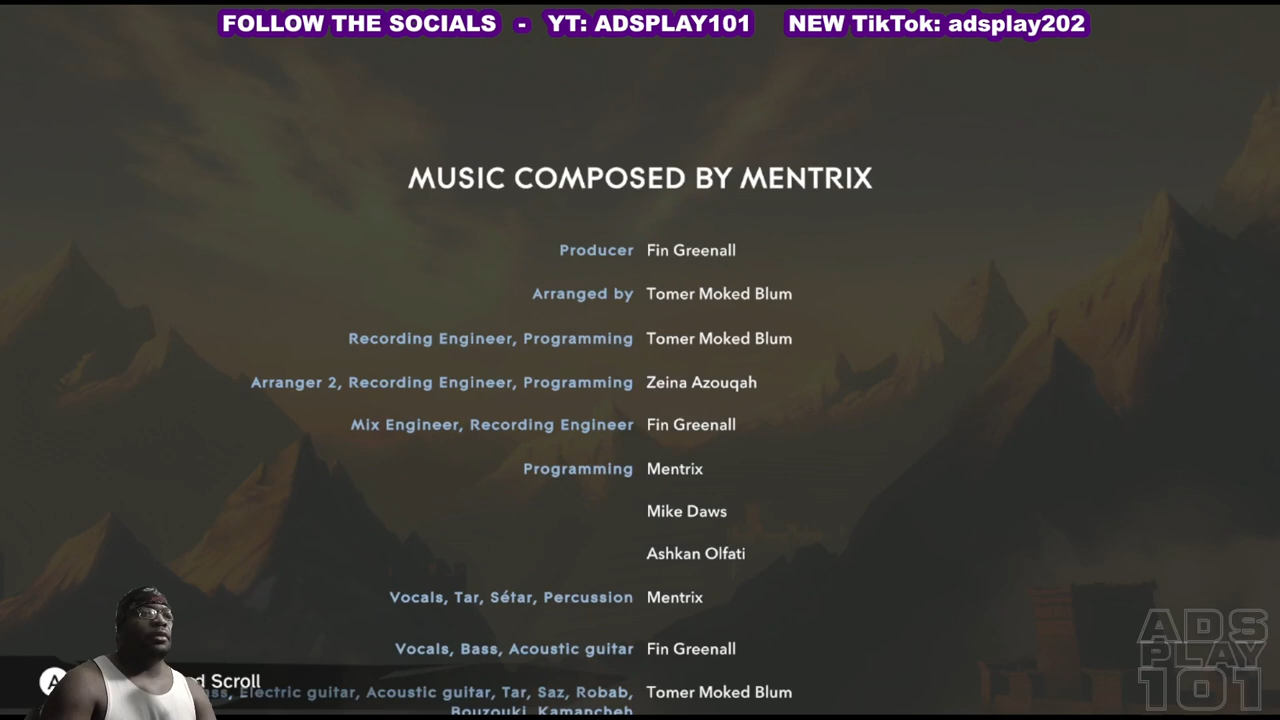 FOLLOW THE SOCIALS - YT: ADSPLAY101 NEW TikTok: adsplay202
MUSIC COMPOSED BY MENTRIX
Producer Fin Greenall
Arranged by Tomer Moked Blum
Recording Engineer, Programming Tomer Moked Blum
Arranger 2, Recording Engineer, Programming Zeina Azouqah
Mix Engineer, Recording Engineer Fin Greenall
Programming Mentrix
Mike Daws
Ashkan Olfati
Vocals, Tar, Sétar, Percussion Mentrix
Vocals, Bass, Acoustic guitar Fin Greenall
Electric guitar, Acoustic guitar, Tar, Saz, Robab, Tomer Moked Blum
Bouzouki, Kamancheh
A Scroll
ADS
PLAY
101